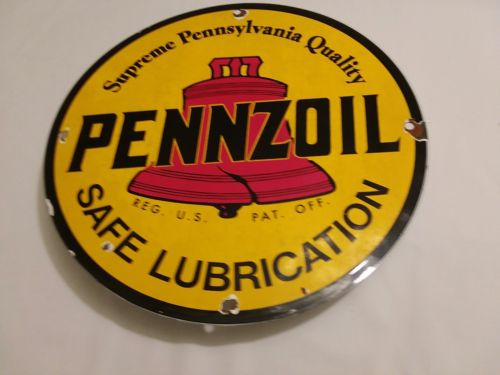 Supreme Pennsylvania Quality
PENNZOIL
REG. U.S. PAT. OFF.
SAFE LUBRICATION